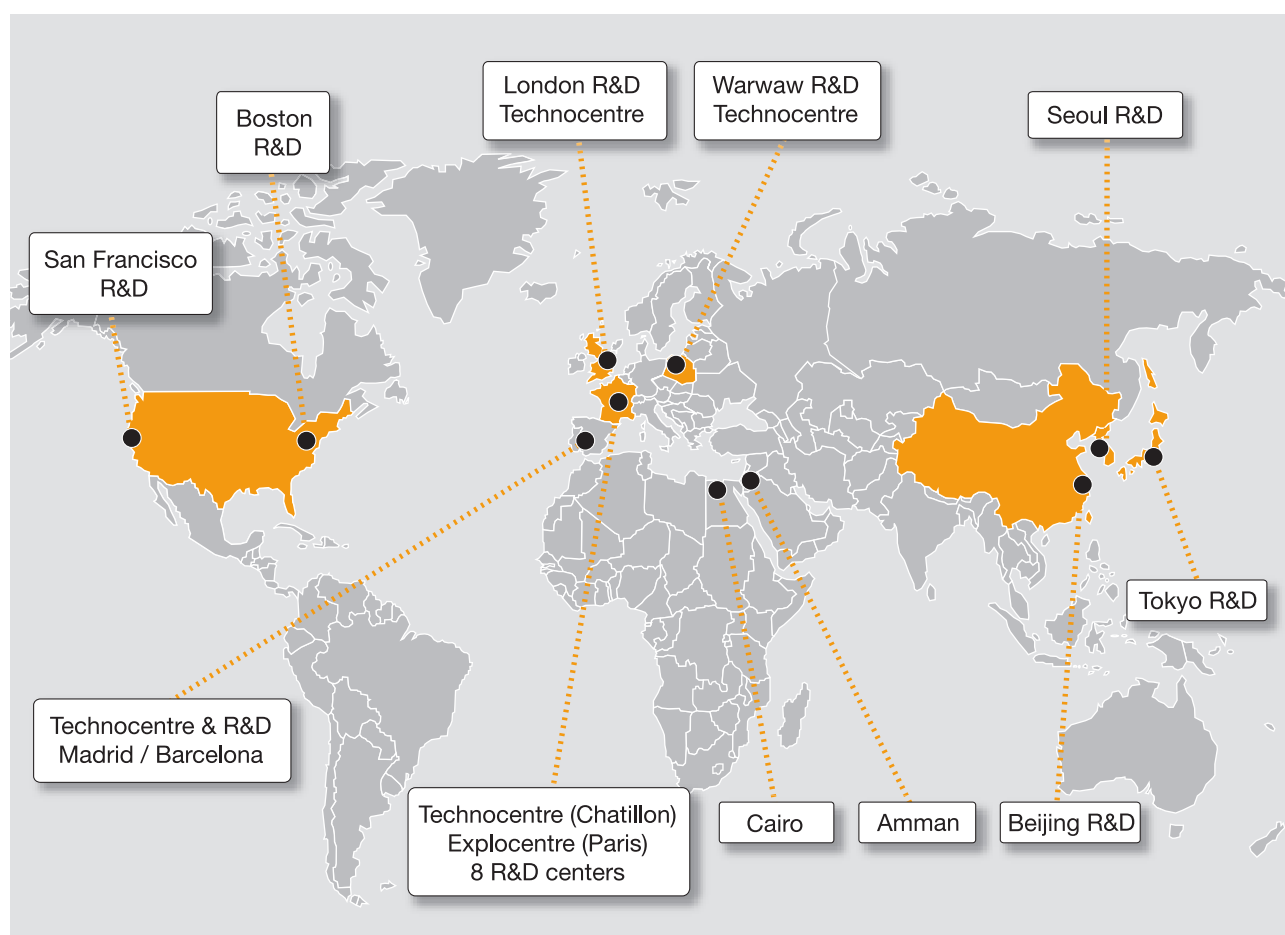 London R&D
Technocentre
Warwaw R&D
Technocentre
Boston
R&D
Seoul R&D
San Francisco
R&D
Tokyo R&D
Technocentre & R&D
Madrid / Barcelona
Technocentre (Chatillon)
Explocentre (Paris)
8 R&D centers
Cairo
Amman
Beijing R&D